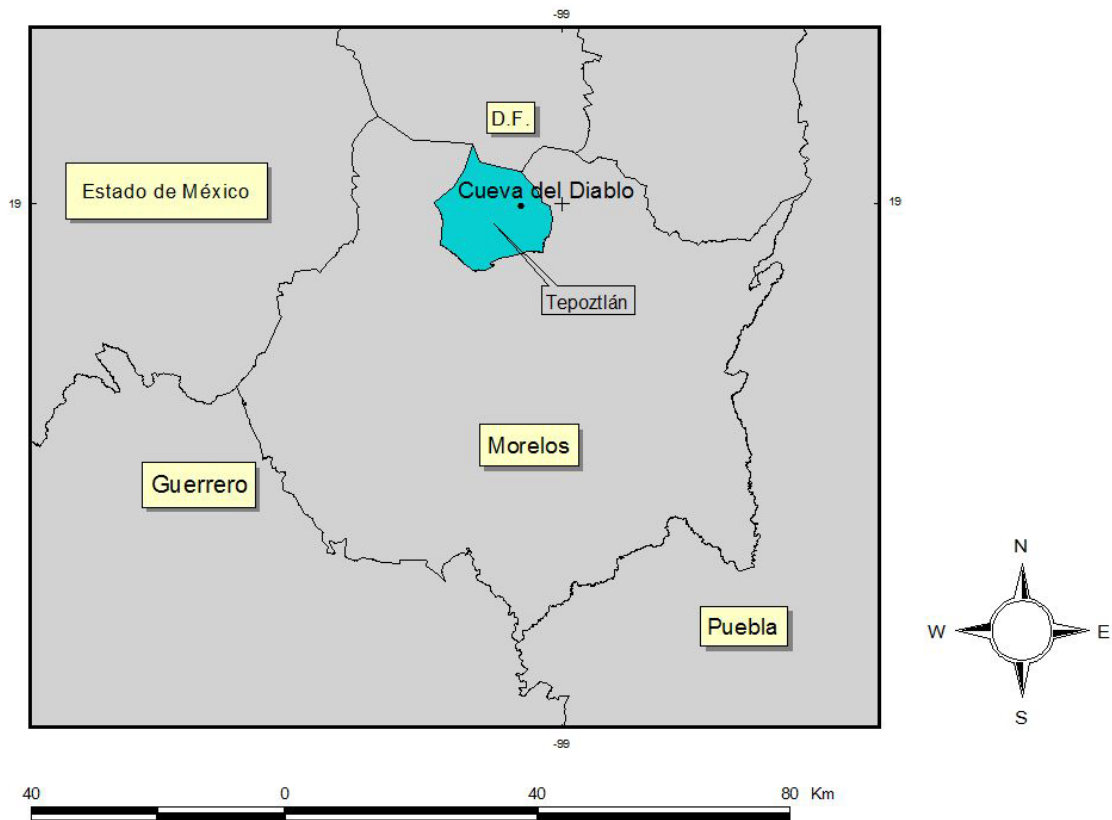 -99
D.F.
Estado de México
Cueva del Diablo
19
19
Tepoztlán
Morelos
Guerrero
Puebla
N
W
E
S
-99
40
0
40
80
Km